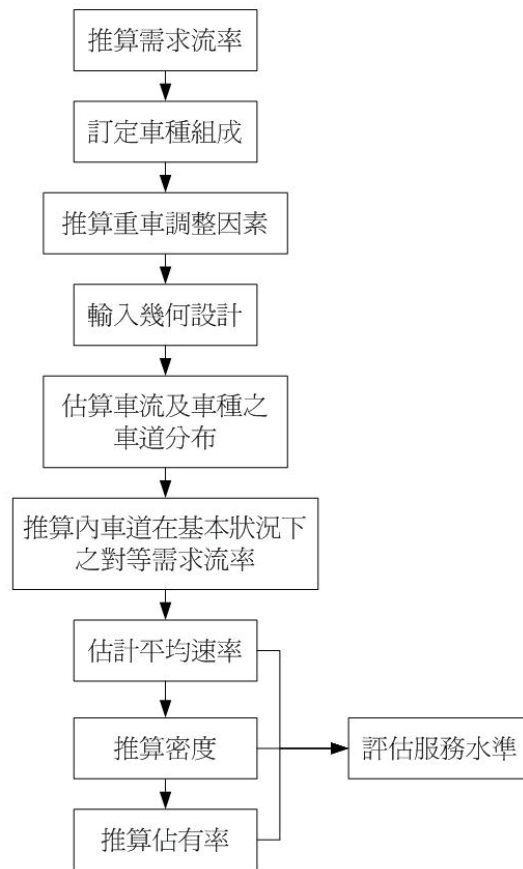 推算需求流率
訂定車種組成
推算重車調整因素
輸入幾何設計
估算車流及車種之
車道分布
推算內車道在基本狀況下
之對等需求流率
估計平均速率
推算密度
評估服務水準
推算佔有率